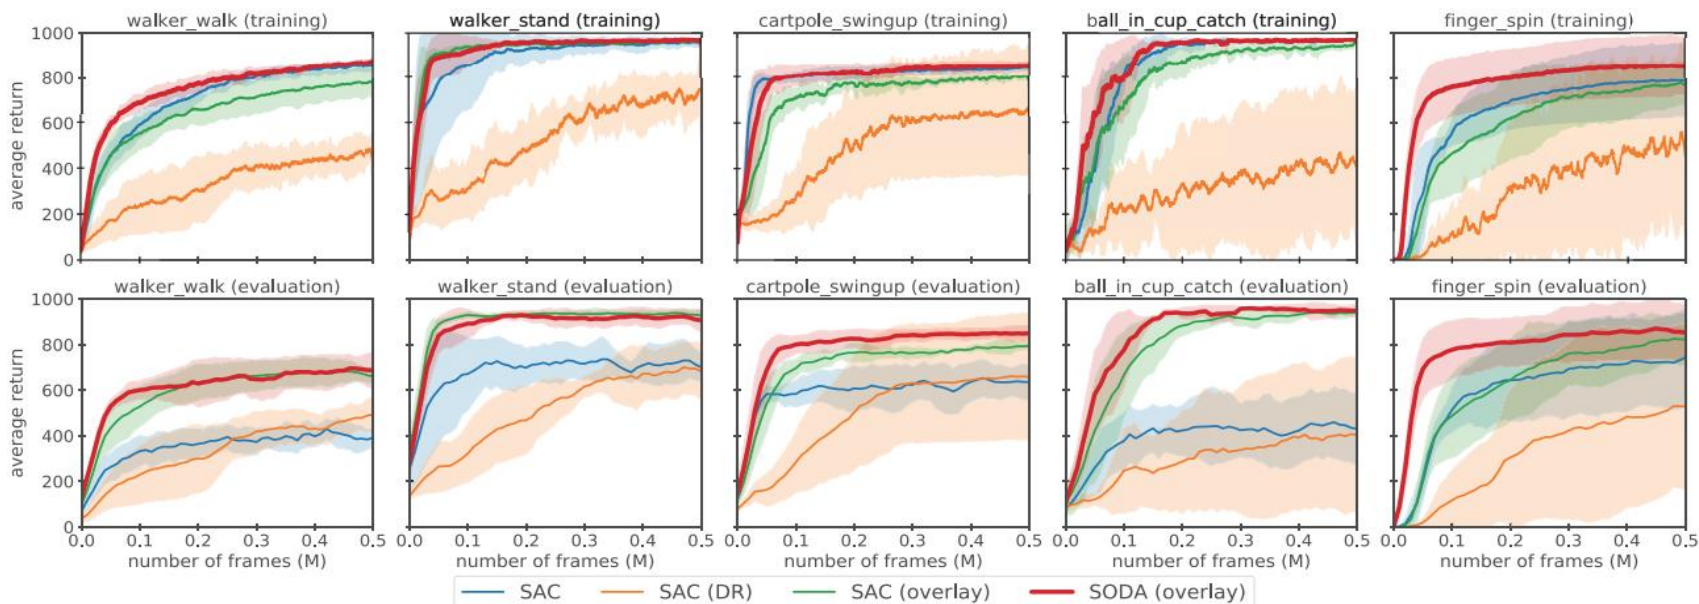 walker_walk (training) walker_stand (training) cartpole_swingup (training) ball_in_cup_catch (training) finger_spin (training)
1000
800
600
400
200
0
average return
walker_walk (evaluation) walker_stand (evaluation) cartpole_swingup (evaluation) ball_in_cup_catch (evaluation) finger_spin (evaluation)
1000
800
600
400
200
0
average return
0.0 0.1 0.2 0.3 0.4 0.5 0.0 0.1 0.2 0.3 0.4 0.5 0.0 0.1 0.2 0.3 0.4 0.5 0.0 0.1 0.2 0.3 0.4 0.5 0.0 0.1 0.2 0.3 0.4 0.5
number of frames (M) number of frames (M) number of frames (M) number of frames (M) number of frames (M)
SAC SAC (DR) SAC (overlay) SODA (overlay)